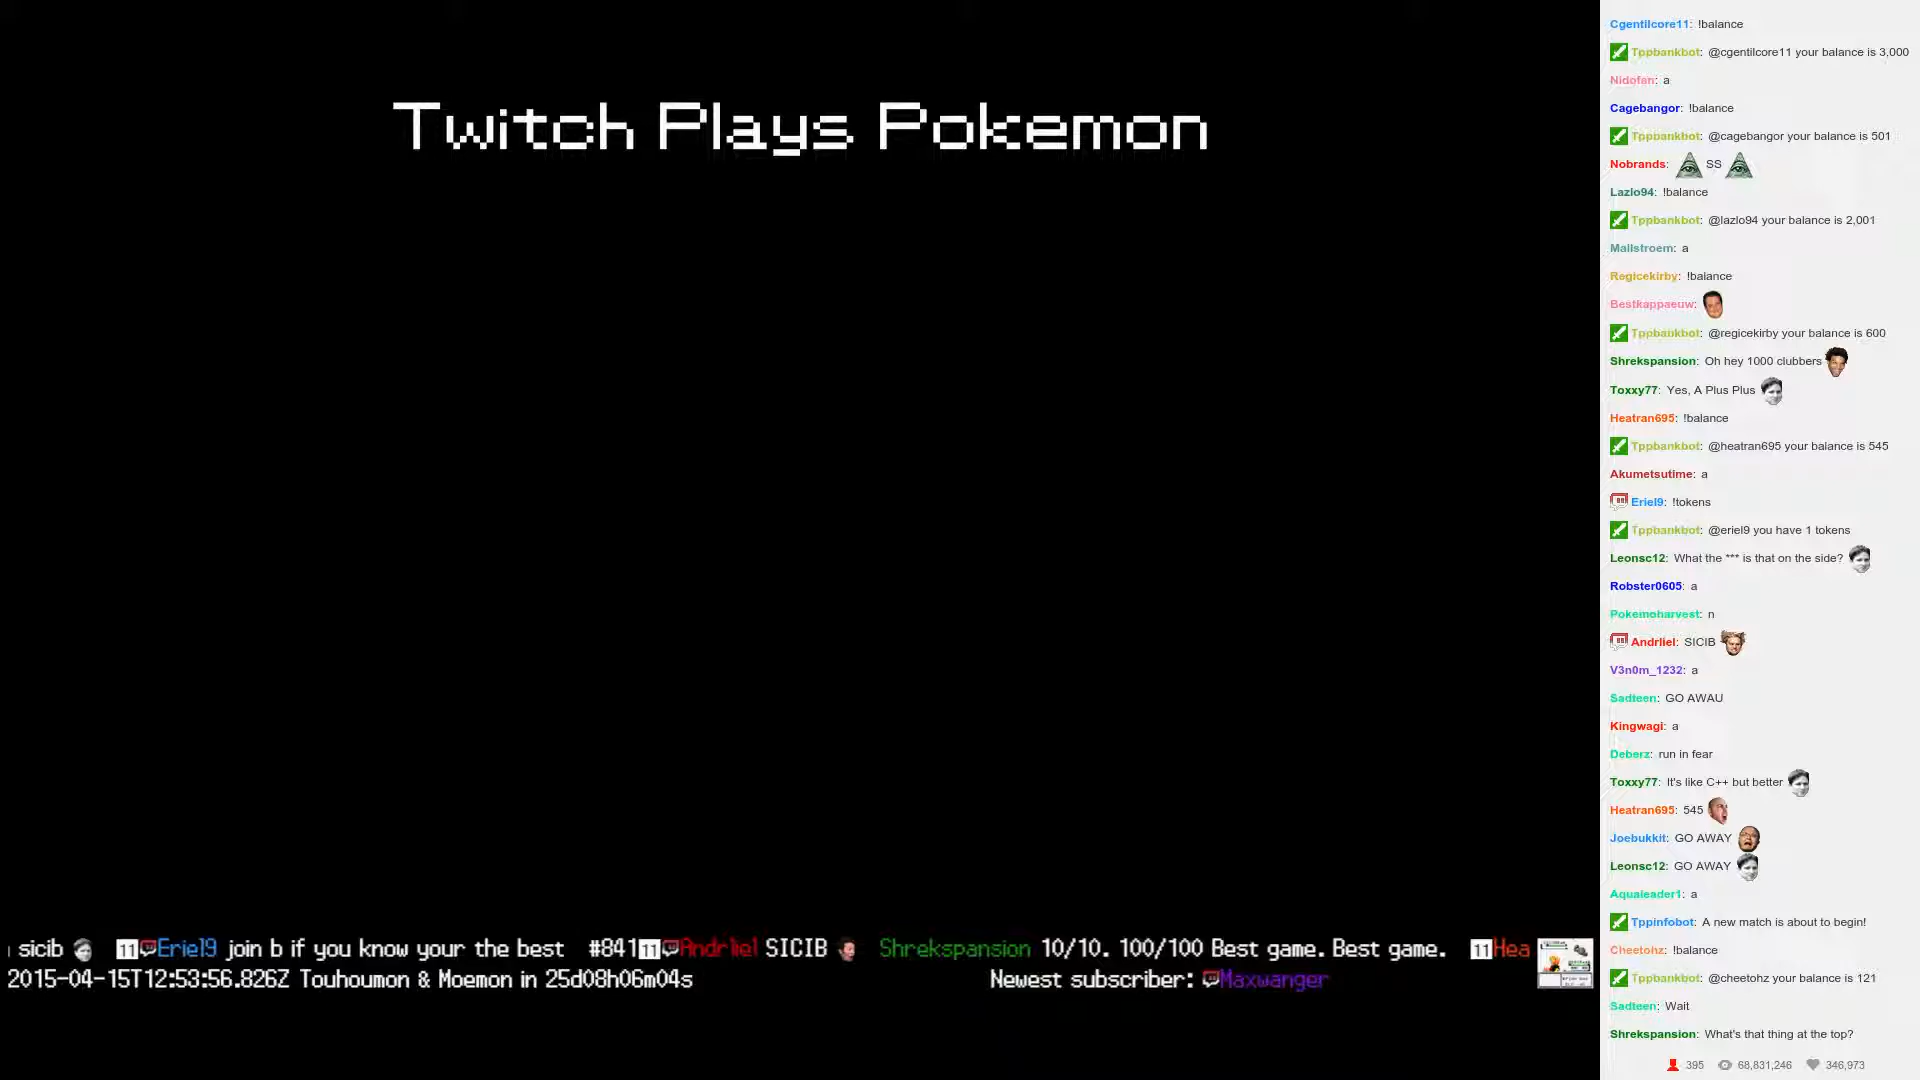 Twitch Plays Pokemon
sicib 11 Eriel9 join b if you know your the best #841 11 Andrliel SICIB Shrekspansion 10/10. 100/100 Best game. Best game. 11 Hea
2015-04-15T12:53:56.826Z Touhoumon & Moemon in 25d08h06m04s Newest subscriber: Maxwanger
Cgentilcore11: !balance
Tppbankbot: @cgentilcore11 your balance is 3,000
Nidofan: a
Cagebangor: !balance
Tppbankbot: @cagebangor your balance is 501
Nobrands: SS
Lazlo94: !balance
Tppbankbot: @lazlo94 your balance is 2,001
Mailstroem: a
Regicekirby: !balance
Bestkappaeuw:
Tppbankbot: @regicekirby your balance is 600
Shrekspansion: Oh hey 1000 clubbers
Toxxy77: Yes, A Plus Plus
Heatran695: !balance
Tppbankbot: @heatran695 your balance is 545
Akumetsutime: a
Eriel9: !tokens
Tppbankbot: @eriel9 you have 1 tokens
Leonsc12: What the *** is that on the side?
Robster0605: a
Pokemoharvest: n
Andrliel: SICIB
V3n0m_1232: a
Sadteen: GO AWAU
Kingwagi: a
Deberz: run in fear
Toxxy77: It's like C++ but better
Heatran695: 545
Joebukkit: GO AWAY
Leonsc12: GO AWAY
Aqualeader1: a
Tppinfobot: A new match is about to begin!
Cheetohz: !balance
Tppbankbot: @cheetohz your balance is 121
Sadteen: Wait
Shrekspansion: What's that thing at the top?
395 68,831,246 346,973